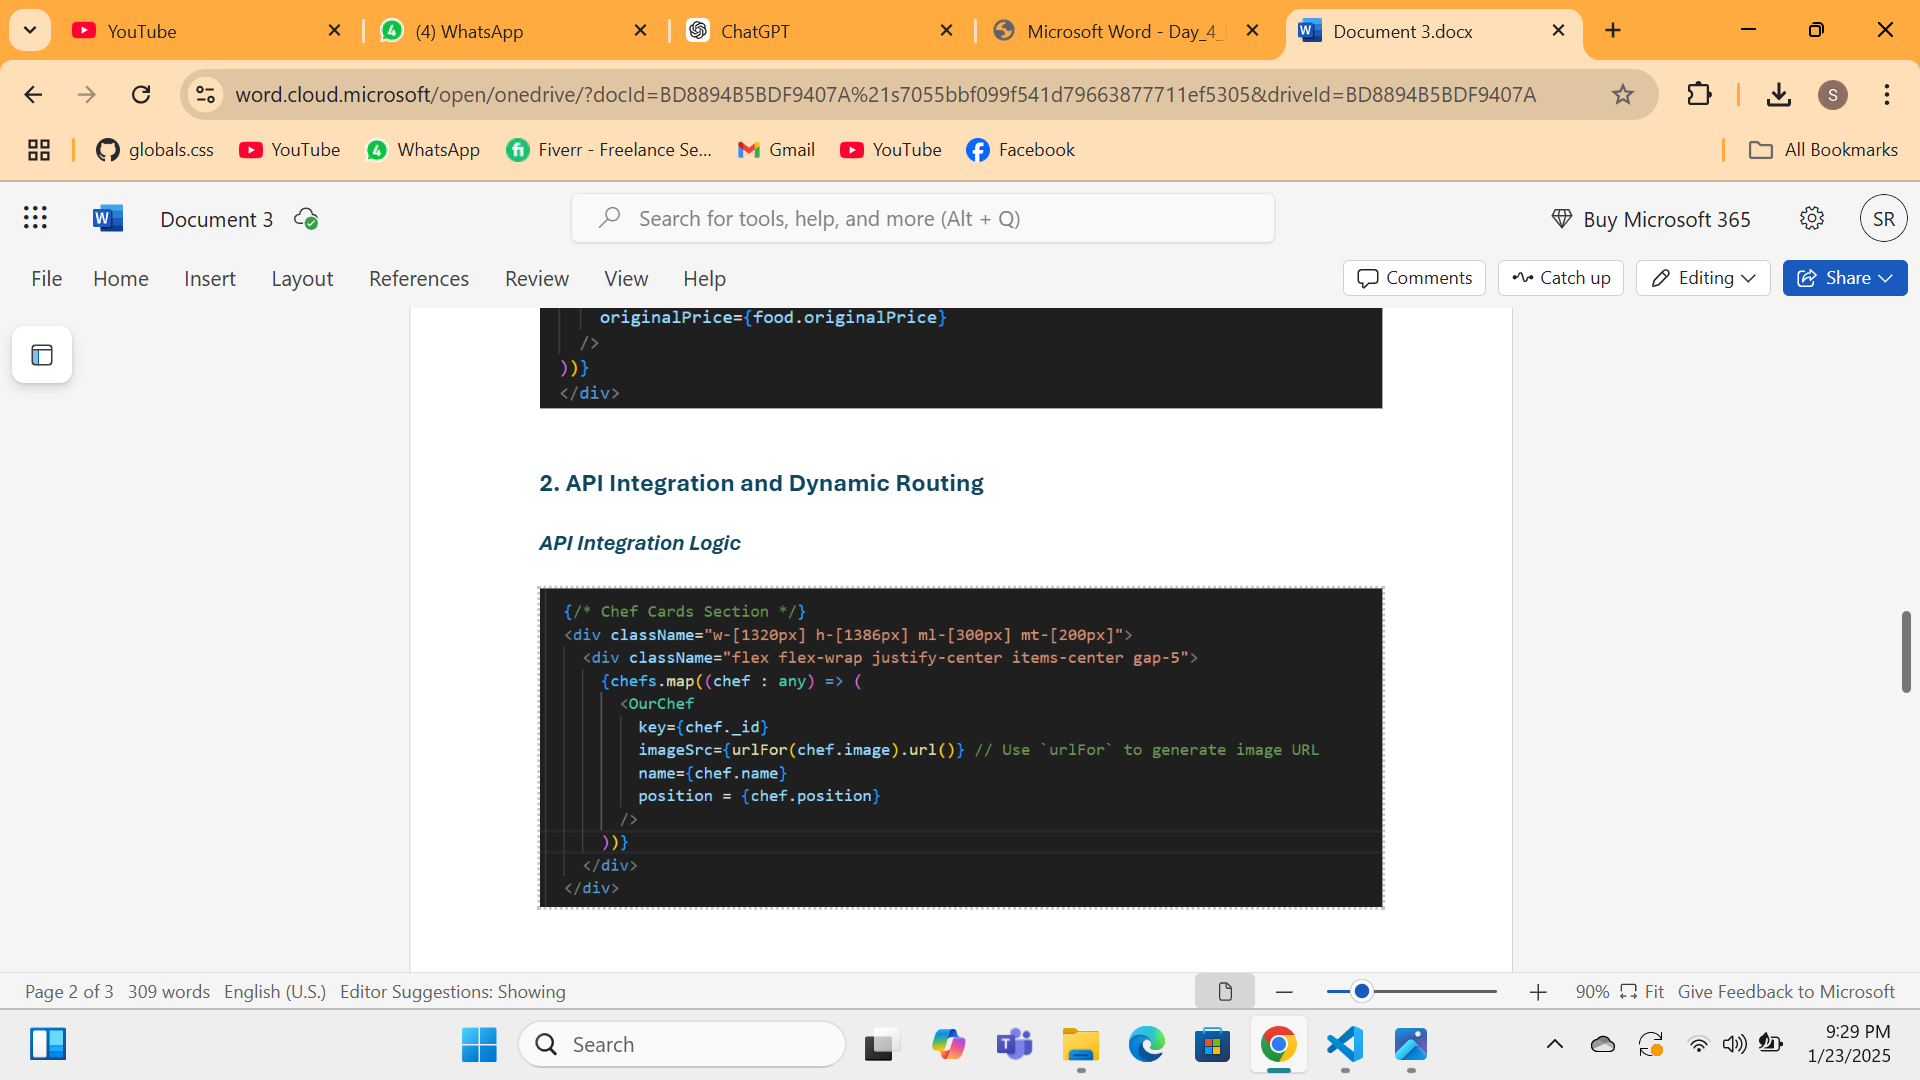 YouTube
(4) WhatsApp
ChatGPT
Microsoft Word - Day_4_
Document 3.docx
word.cloud.microsoft/open/onedrive/?docId=BD8894B5BDF9407A%21s7055bbf099f541d79663877711ef5305&driveId=BD8894B5BDF9407A
S
globals.css
YouTube
4 WhatsApp
Fiverr - Freelance Se...
Gmail
YouTube
Facebook
All Bookmarks
Document 3
Search for tools, help, and more (Alt + Q)
Buy Microsoft 365
SR
File Home Insert Layout References Review View Help
Comments
Catch up
Editing
Share
originalPrice={food.originalPrice}
/>
))}
</div>
2. API Integration and Dynamic Routing
API Integration Logic
{/* Chef Cards Section */}
<div className="w-[1320px] h-[1386px] ml-[300px] mt-[200px]">
<div className="flex flex-wrap justify-center items-center gap-5">
{chefs.map((chef : any) => (
<OurChef
key={chef._id}
imageSrc={urlFor(chef.image).url()} // Use `urlFor` to generate image URL
name={chef.name}
position = {chef.position}
/>
))}
</div>
</div>
Page 2 of 3 309 words English (U.S.) Editor Suggestions: Showing
90% Fit Give Feedback to Microsoft
Search
9:29 PM
1/23/2025